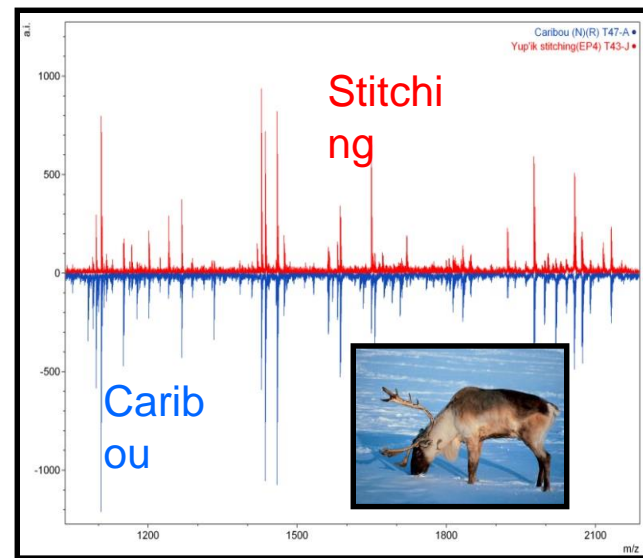 a.i.
Caribou (N)(R) T47-A
Yup'ik stitching(EP4) T43-J
1000
Stitchi
ng
500
0
-500
Carib
ou
-1000
1200
1500
1800
2100
m/z